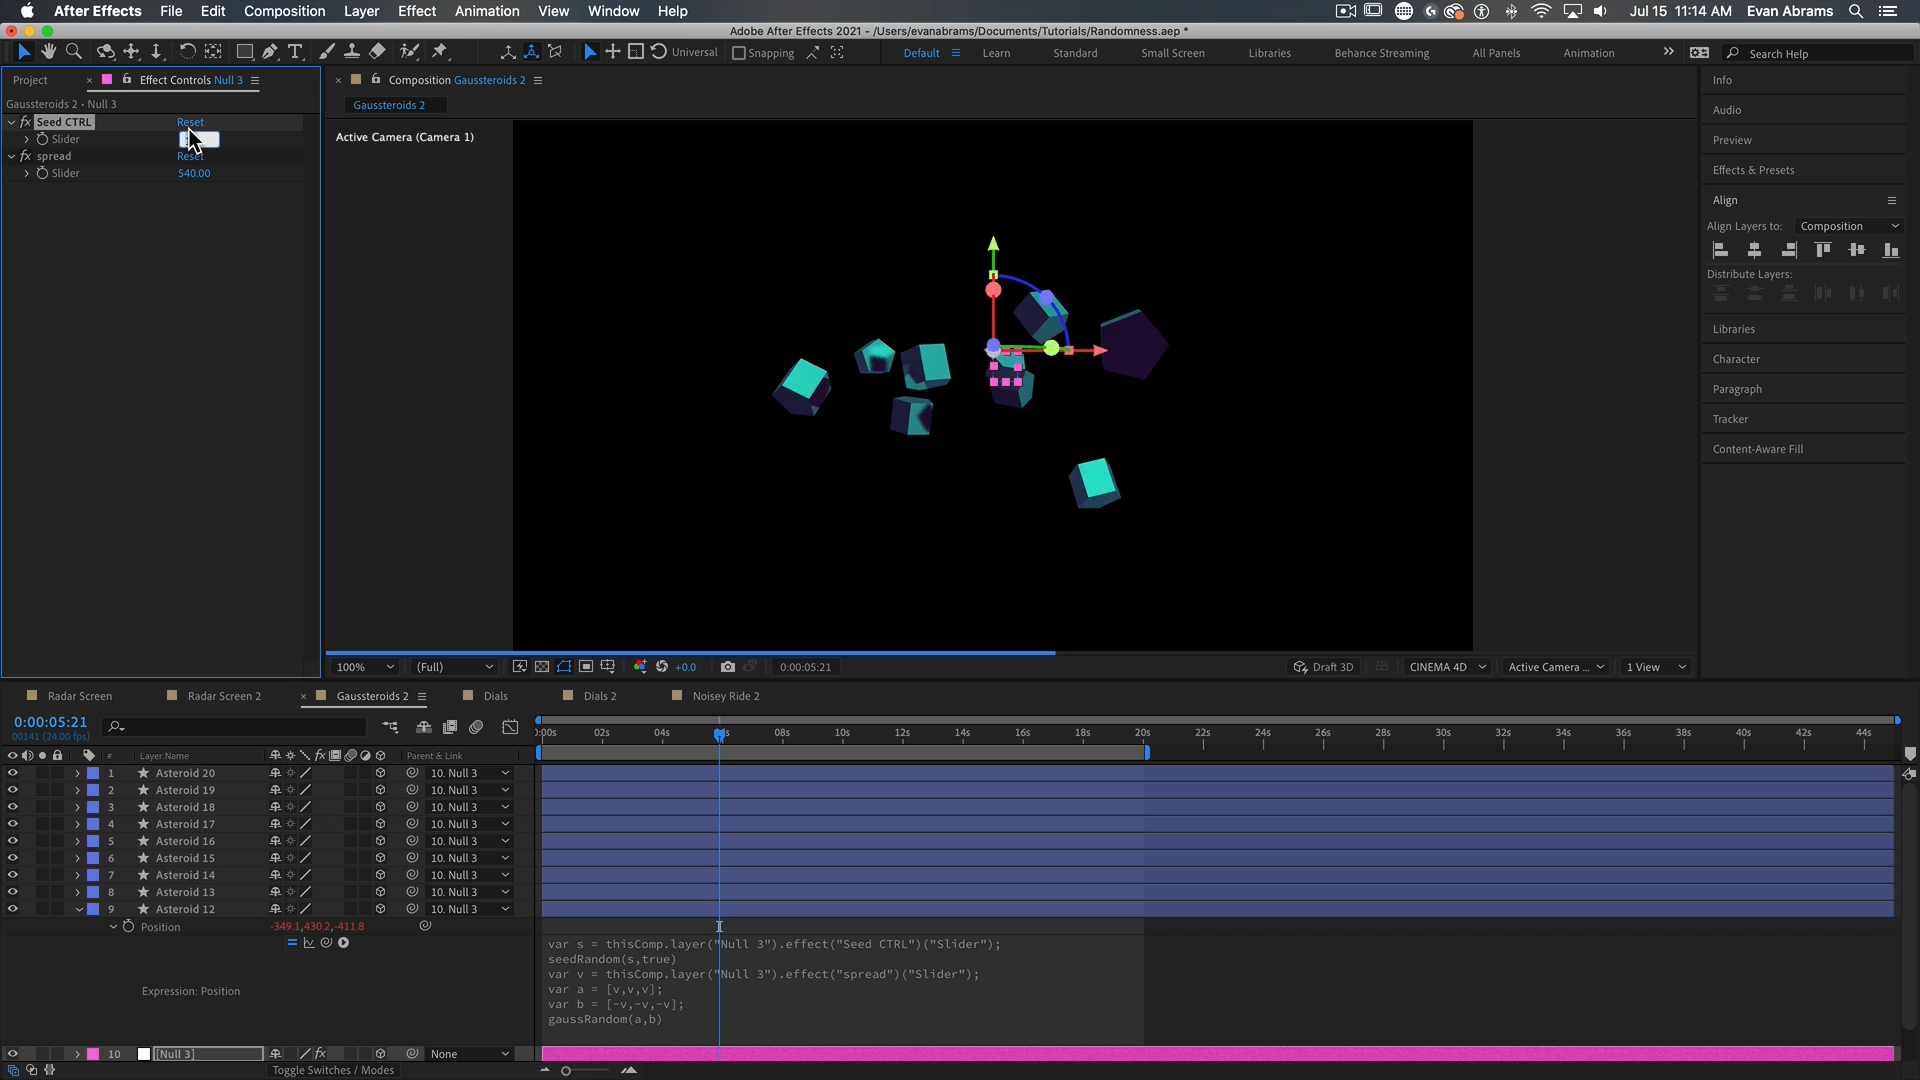 After Effects File Edit Composition Layer Effect Animation View Window Help Jul 15 11:14 AM Evan Abrams
Adobe After Effects 2021 - /Users/evanabrams/Documents/Tutorials/Randomness.aep *
Universal Snapping Default Learn Standard Small Screen Libraries Behance Streaming All Panels Animation Search Help
Project Effect Controls Null 3
Composition Gaussteroids 2
Gaussteroids 2 • Null 3
Gaussteroids 2
fx Seed CTRL Reset
Slider
fx spread Reset
Slider 540.00
Active Camera (Camera 1)
Info
Audio
Preview
Effects & Presets
Align
Align Layers to: Composition
Distribute Layers:
Libraries
Character
Paragraph
Tracker
Content-Aware Fill
100% (Full) +0.0 0:00:05:21 Draft 3D CINEMA 4D Active Camera ... 1 View
Radar Screen Radar Screen 2 Gaussteroids 2 Dials Dials 2 Noisey Ride 2
0:00:05:21
00141 (24.00 fps)
:00s 02s 04s 08s 10s 12s 14s 16s 18s 20s 22s 24s 26s 28s 30s 32s 34s 36s 38s 40s 42s 44s
# Layer Name fx Parent & Link
1 Asteroid 20 10. Null 3
2 Asteroid 19 10. Null 3
3 Asteroid 18 10. Null 3
4 Asteroid 17 10. Null 3
5 Asteroid 16 10. Null 3
6 Asteroid 15 10. Null 3
7 Asteroid 14 10. Null 3
8 Asteroid 13 10. Null 3
9 Asteroid 12 10. Null 3
Position -349.1,430.2,-411.8
Expression: Position
var s = thisComp.layer("Null 3").effect("Seed CTRL")("Slider");
seedRandom(s,true)
var v = thisComp.layer("Null 3").effect("spread")("Slider");
var a = [v,v,v];
var b = [-v,-v,-v];
gaussRandom(a,b)
10 [Null 3] fx None
Toggle Switches / Modes